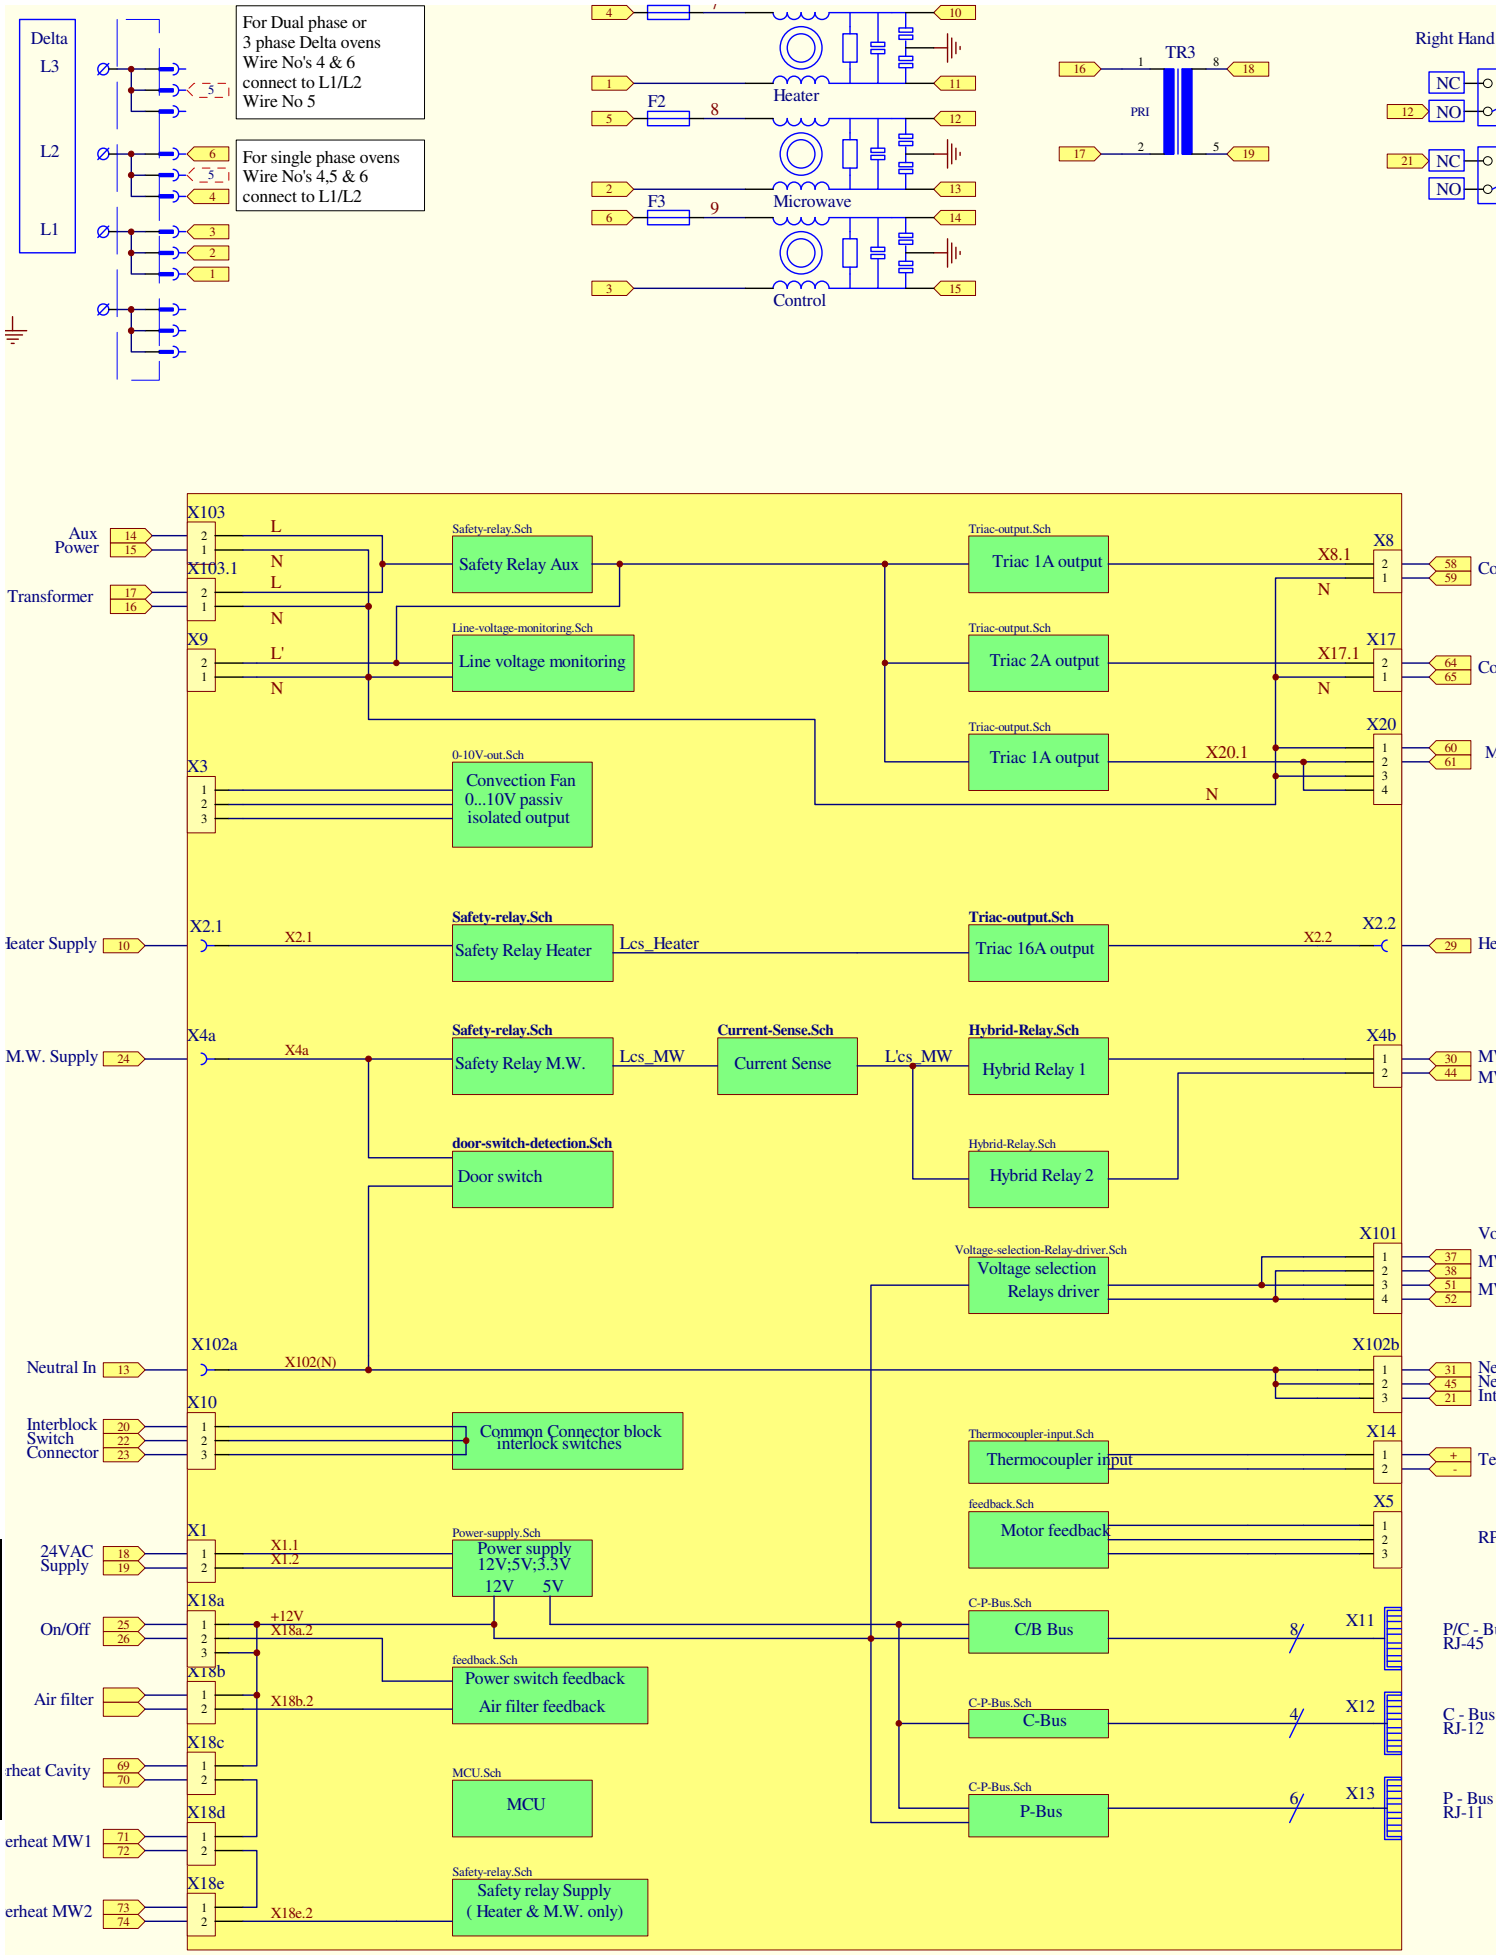 Delta
L3
L2
L1
5
6
5
4
3
2
1
For Dual phase or
3 phase Delta ovens
Wire No's 4 & 6
connect to L1/L2
Wire No 5
For single phase ovens
Wire No's 4,5 & 6
connect to L1/L2
4
10
1
11
Heater
5
F2
8
12
2
13
Microwave
6
F3
9
14
3
15
Control
TR3
16
1
8
18
PRI
17
2
5
19
Right Hand
NC
12
NO
21
NC
NO
X103
Aux
Power
14
15
2
1
L
N
X103.1
Transformer
17
16
2
1
L
N
X9
2
1
L'
N
Safety-relay.Sch
Safety Relay Aux
Line-voltage-monitoring.Sch
Line voltage monitoring
Triac-output.Sch
Triac 1A output
X8.1
N
X8
2
1
58
59
Co
Triac-output.Sch
Triac 2A output
X17.1
N
X17
2
1
64
65
Co
Triac-output.Sch
Triac 1A output
X20.1
N
X20
1
2
3
4
60
61
M
X3
1
2
3
0-10V-out.Sch
Convection Fan
0...10V passiv
isolated output
Heater Supply
10
X2.1
X2.1
Safety-relay.Sch
Safety Relay Heater
Lcs_Heater
Triac-output.Sch
Triac 16A output
X2.2
X2.2
29
He
M.W. Supply
24
X4a
X4a
Safety-relay.Sch
Safety Relay M.W.
Lcs_MW
Current-Sense.Sch
Current Sense
L'cs_MW
Hybrid-Relay.Sch
Hybrid Relay 1
X4b
1
2
30
44
door-switch-detection.Sch
Door switch
Hybrid-Relay.Sch
Hybrid Relay 2
Voltage-selection-Relay-driver.Sch
Voltage selection
Relays driver
X101
1
2
3
4
37
38
51
52
Vo
Neutral In
13
X102a
X102(N)
X102b
1
2
3
31
45
21
Ne
Ne
Int
Interblock
Switch
Connector
20
22
23
X10
1
2
3
Common Connector block
interlock switches
Thermocoupler-input.Sch
Thermocoupler input
X14
1
2
+
-
Te
feedback.Sch
Motor feedback
X5
1
2
3
RP
24VAC
Supply
18
19
X1
1
2
X1.1
X1.2
Power-supply.Sch
Power supply
12V;5V;3.3V
12V 5V
On/Off
25
26
X18a
1
2
3
+12V
X18a.2
C-P-Bus.Sch
C/B Bus
8
X11
P/C - Bu
RJ-45
Air filter
X18b
1
2
X18b.2
feedback.Sch
Power switch feedback
Air filter feedback
C-P-Bus.Sch
C-Bus
4
X12
C - Bus
RJ-12
rheat Cavity
69
70
X18c
1
2
MCU.Sch
MCU
C-P-Bus.Sch
P-Bus
6
X13
P - Bus
RJ-11
erheat MW1
71
72
X18d
1
2
erheat MW2
73
74
X18e
1
2
X18e.2
Safety-relay.Sch
Safety relay Supply
( Heater & M.W. only)